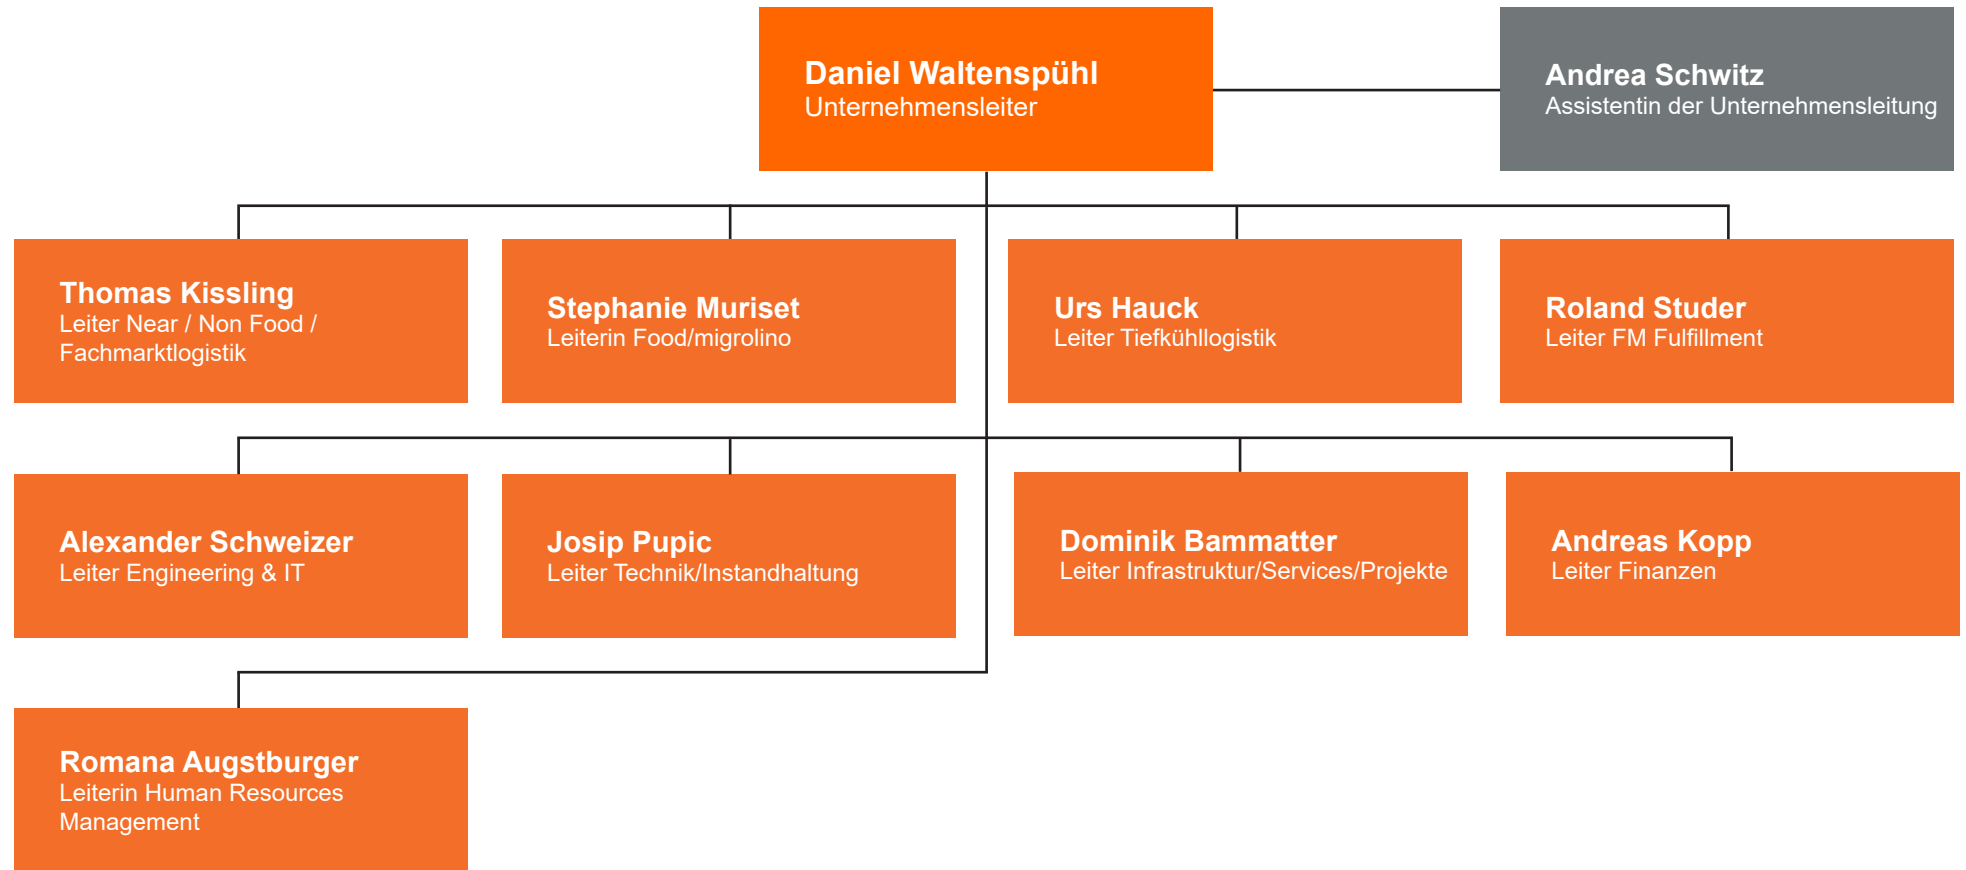 Daniel Waltenspühl
Unternehmensleiter
Andrea Schwitz
Assistentin der Unternehmensleitung
Thomas Kissling
Leiter Near / Non Food /
Fachmarktlogistik
Stephanie Muriset
Leiterin Food/migrolino
Urs Hauck
Leiter Tiefkühllogistik
Roland Studer
Leiter FM Fulfillment
Alexander Schweizer
Leiter Engineering & IT
Josip Pupic
Leiter Technik/Instandhaltung
Dominik Bammatter
Leiter Infrastruktur/Services/Projekte
Andreas Kopp
Leiter Finanzen
Romana Augstburger
Leiterin Human Resources
Management